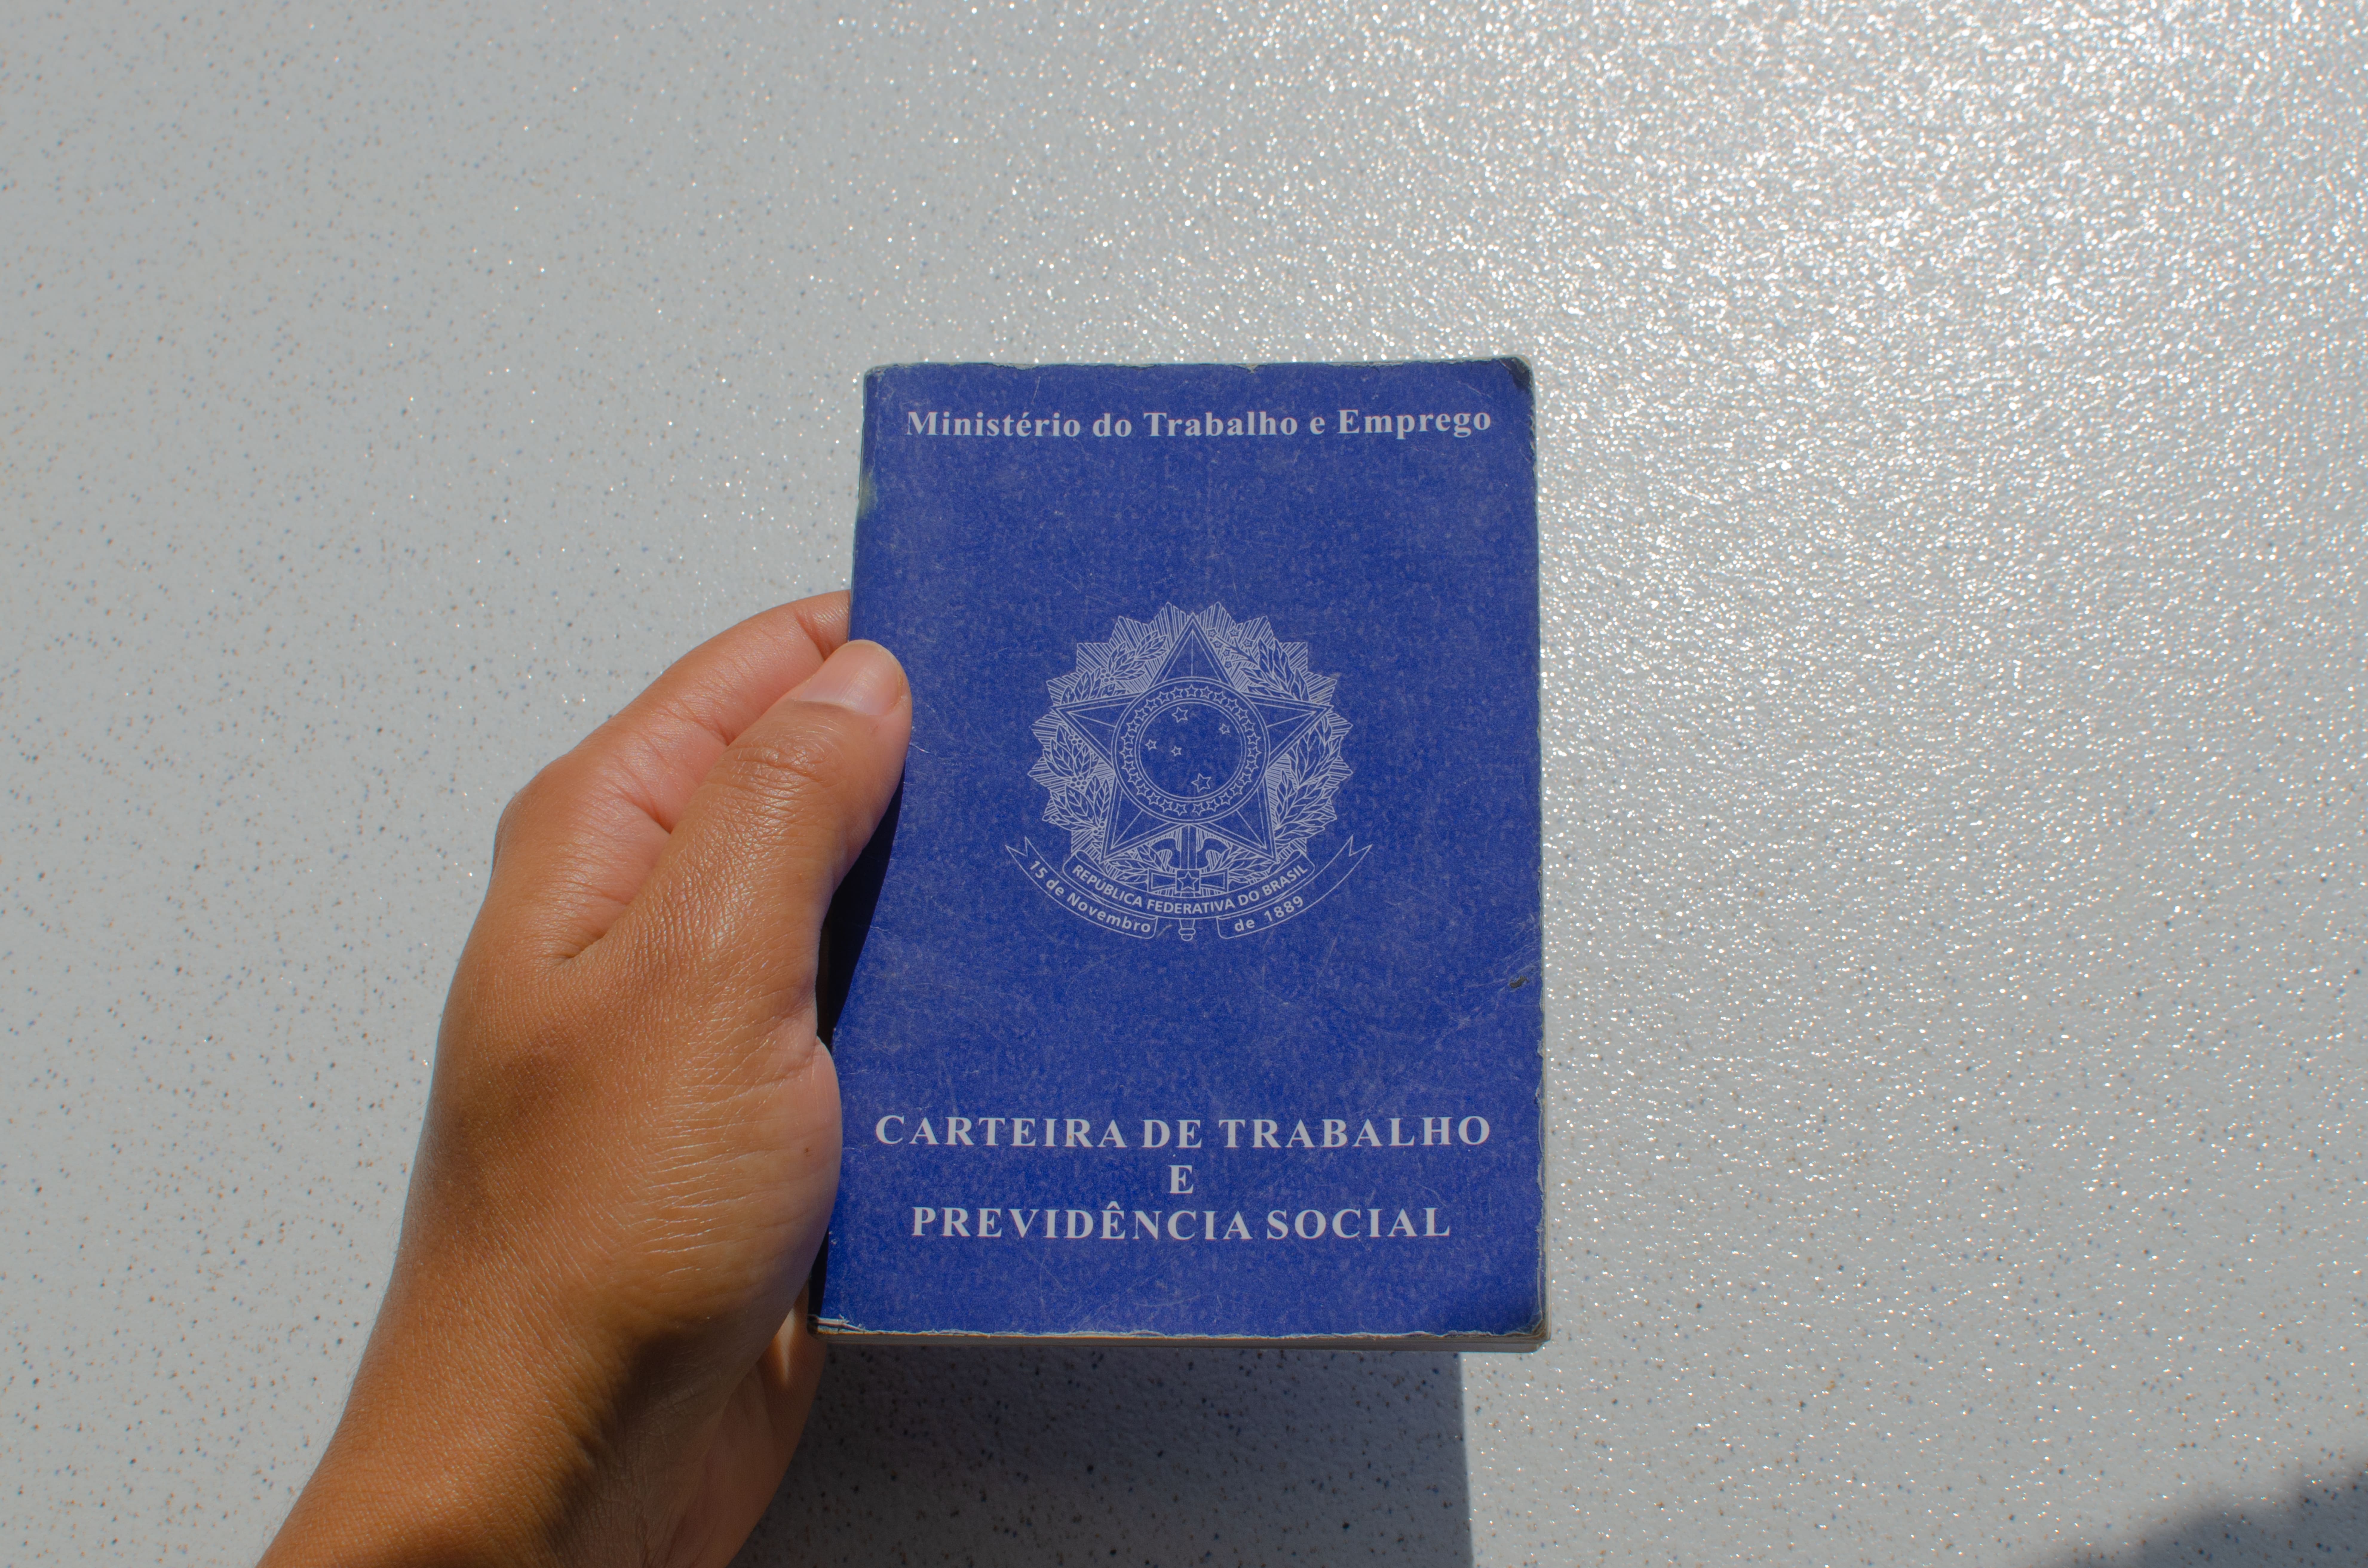 Ministério do Trabalho e Emprego
REPÚBLICA FEDERATIVA DO BRASIL
15 de Novembro de 1889
CARTEIRA DE TRABALHO
E
PREVIDÊNCIA SOCIAL